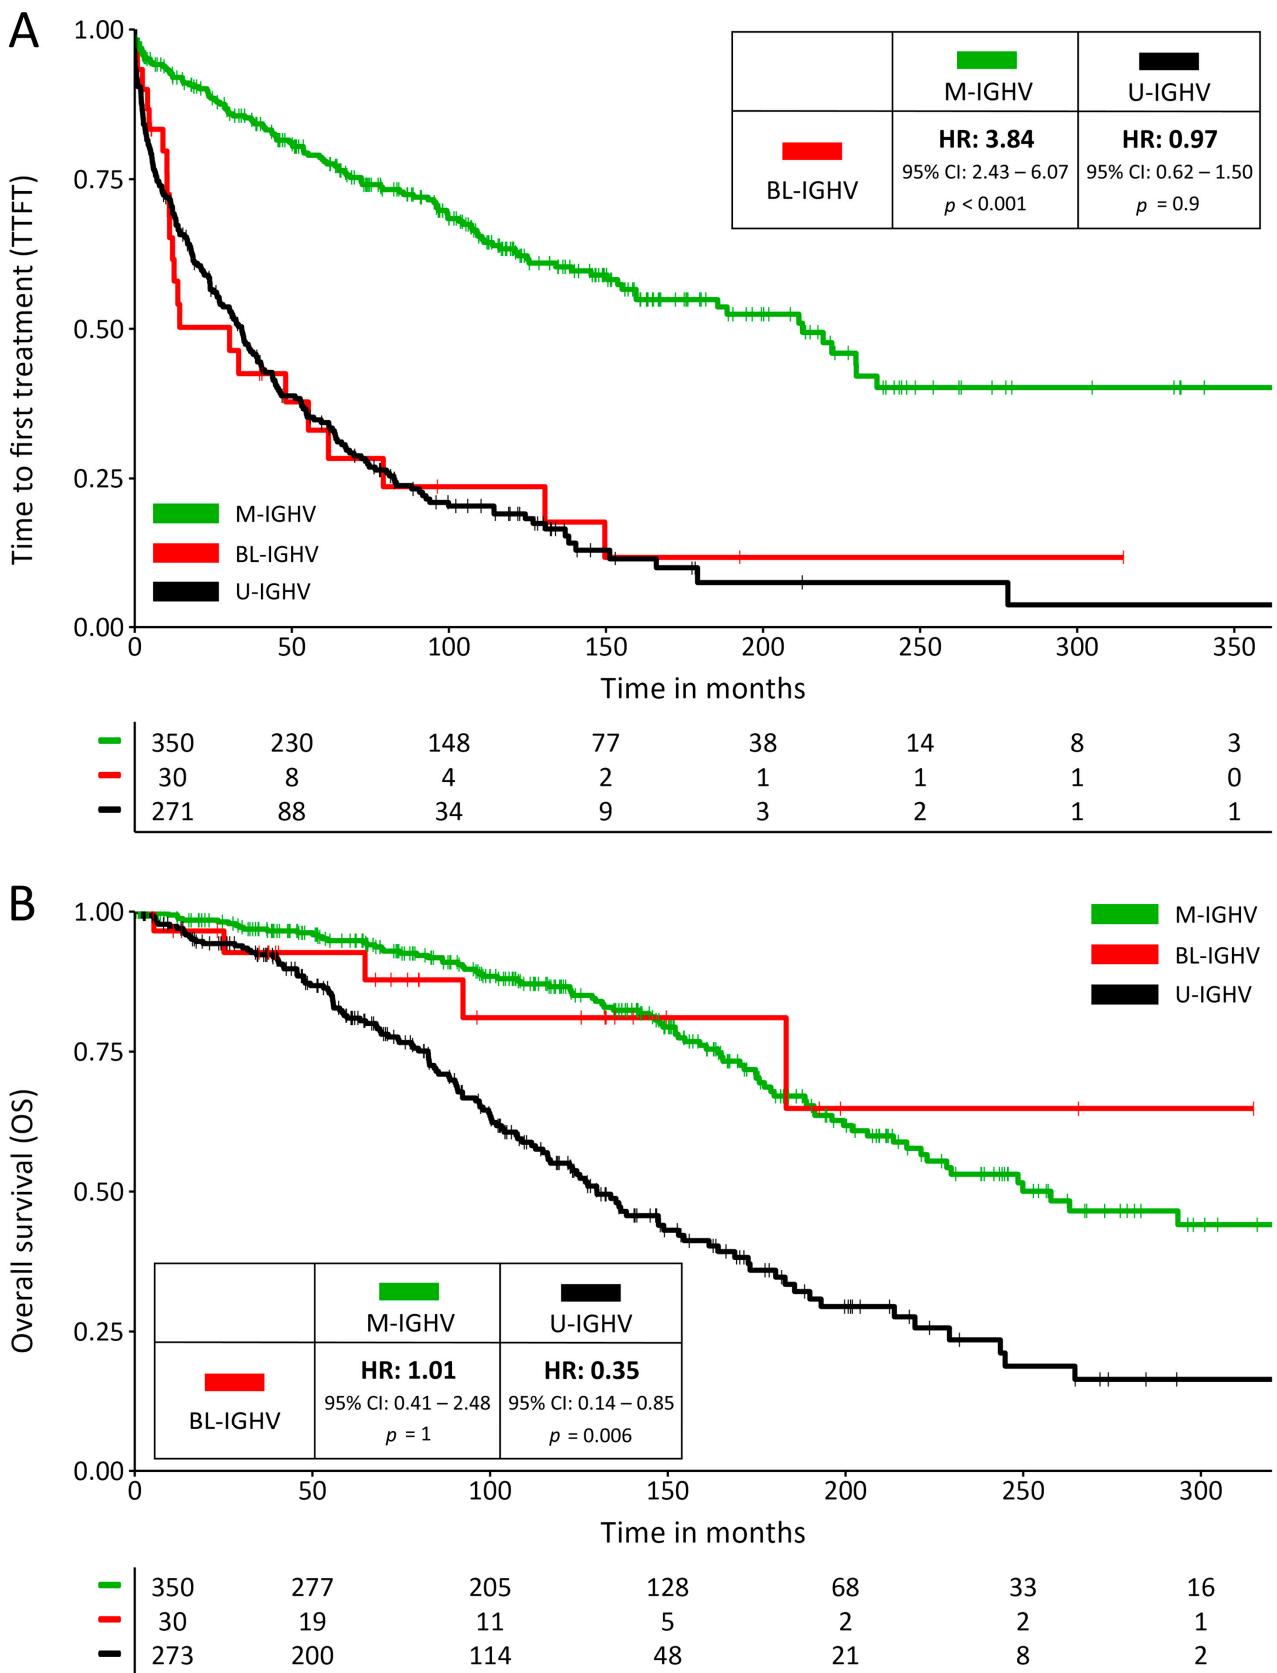 A
Time to first treatment (TTFT)
1.00
0.75
0.50
0.25
0.00
M-IGHV U-IGHV
BL-IGHV
HR: 3.84 HR: 0.97
95% CI: 2.43 – 6.07 95% CI: 0.62 – 1.50
p < 0.001 p = 0.9
M-IGHV
BL-IGHV
U-IGHV
0 50 100 150 200 250 300 350
Time in months
350 230 148 77 38 14 8 3
30 8 4 2 1 1 1 0
271 88 34 9 3 2 1 1
B
Overall survival (OS)
1.00
0.75
0.50
0.25
0.00
M-IGHV
BL-IGHV
U-IGHV
M-IGHV U-IGHV
BL-IGHV
HR: 1.01 HR: 0.35
95% CI: 0.41 – 2.48 95% CI: 0.14 – 0.85
p = 1 p = 0.006
0 50 100 150 200 250 300
Time in months
350 277 205 128 68 33 16
30 19 11 5 2 2 1
273 200 114 48 21 8 2